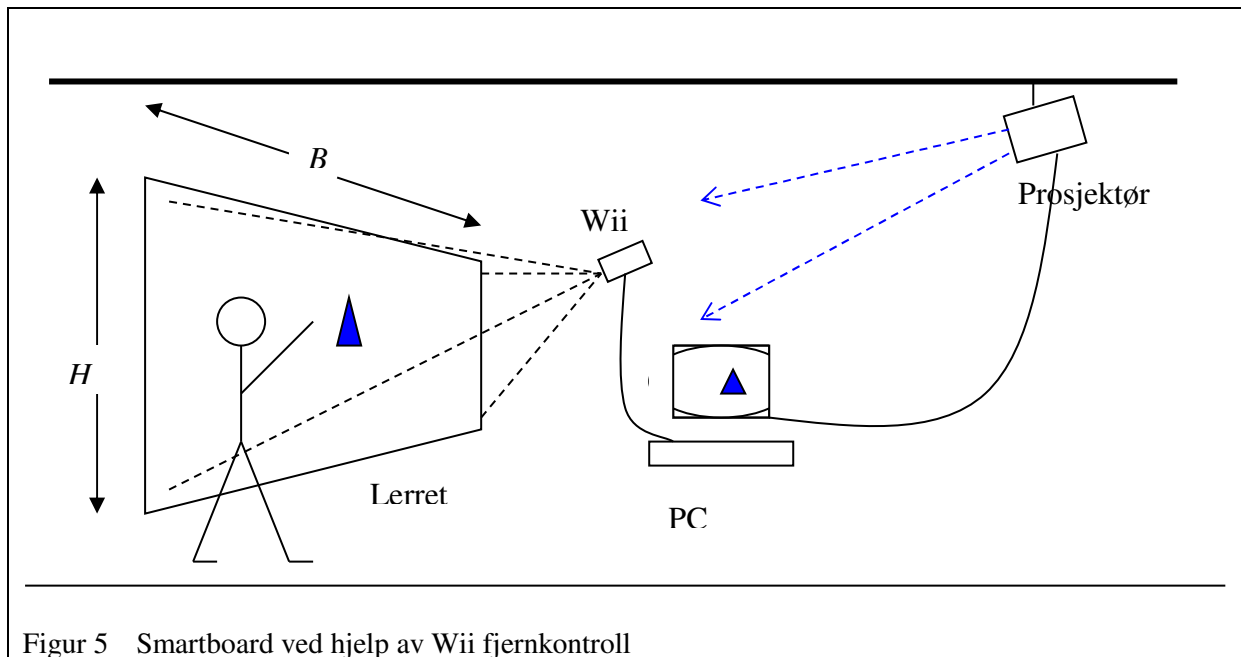 B
Wii
Prosjektør
H
Lerret
PC
Figur 5 Smartboard ved hjelp av Wii fjernkontroll